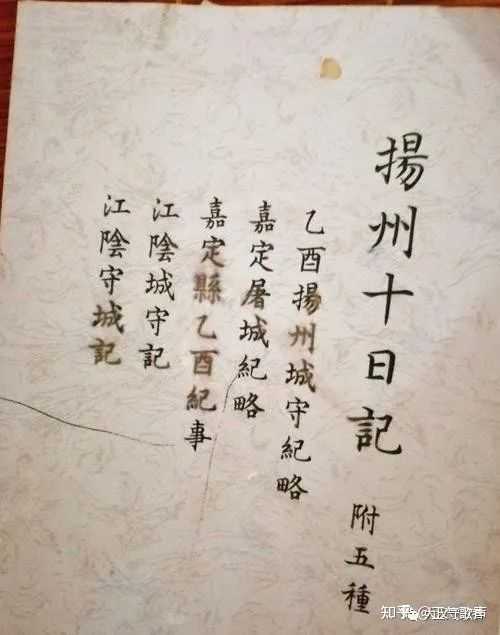 揚州十日記 附五種
乙酉揚州城守紀略
嘉定屠城紀略
嘉定縣乙酉紀事
江陰城守記
江陰守城記
知乎